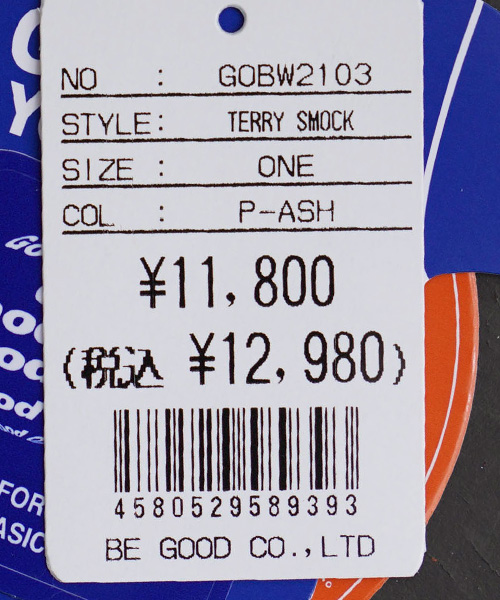 NO : GOBW2103
STYLE: TERRY SMOCK
SIZE : ONE
COL : P-ASH
¥11,800
(税込 ¥12,980)
4580529589393
BE GOOD CO.,LTD
FOR